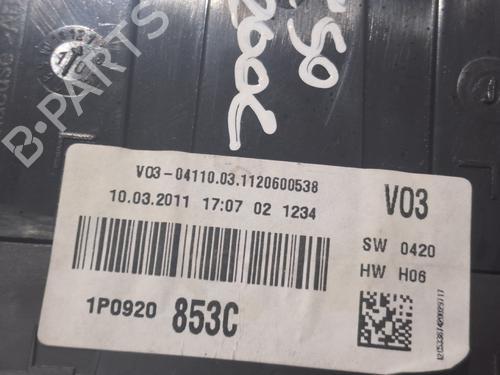 B-PARTS
V03-04110.03.1120600538
10.03.2011 17:07 02 1234
V03
SW 0420
HW H06
1P0920 853C